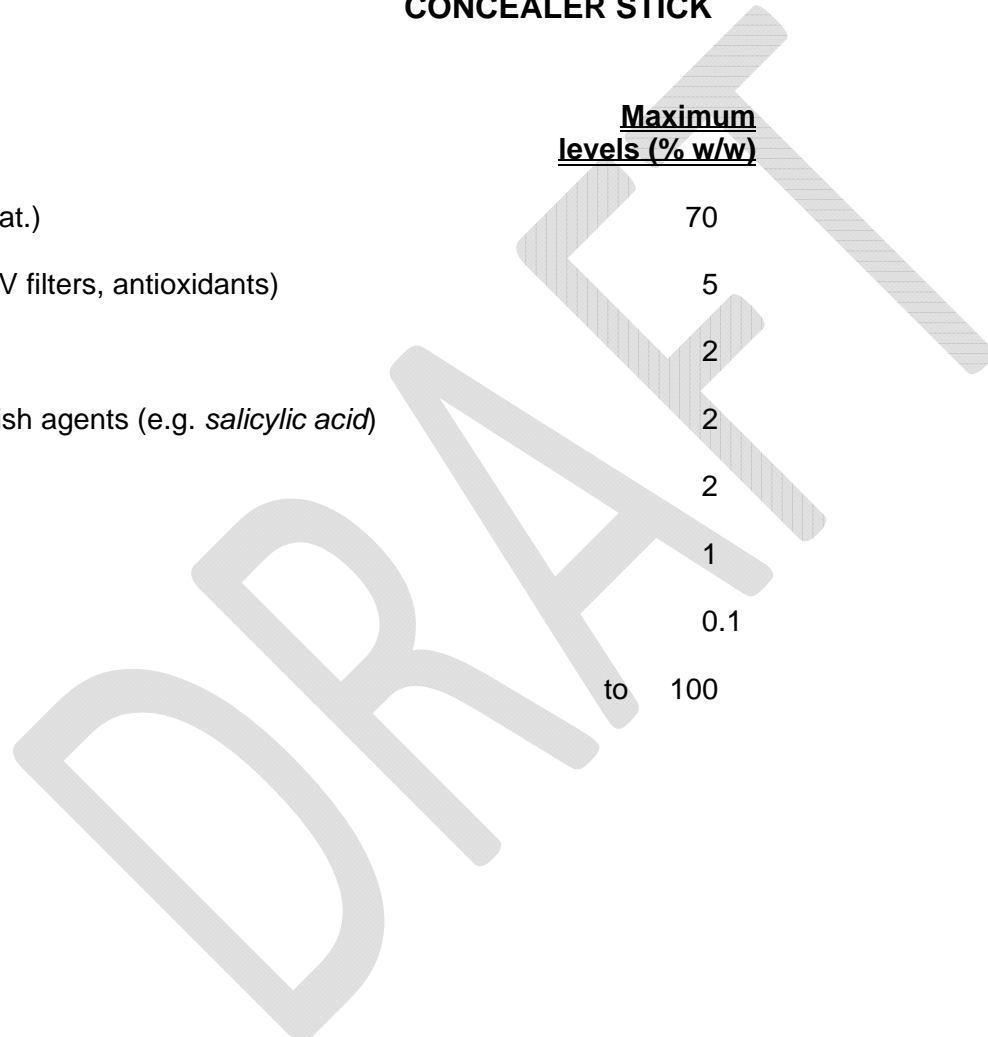 CONCEALER STICK
Maximum
levels (% w/w)
at.) 70
V filters, antioxidants) 5
2
ish agents (e.g. salicylic acid) 2
2
1
0.1
to 100
DRAFT